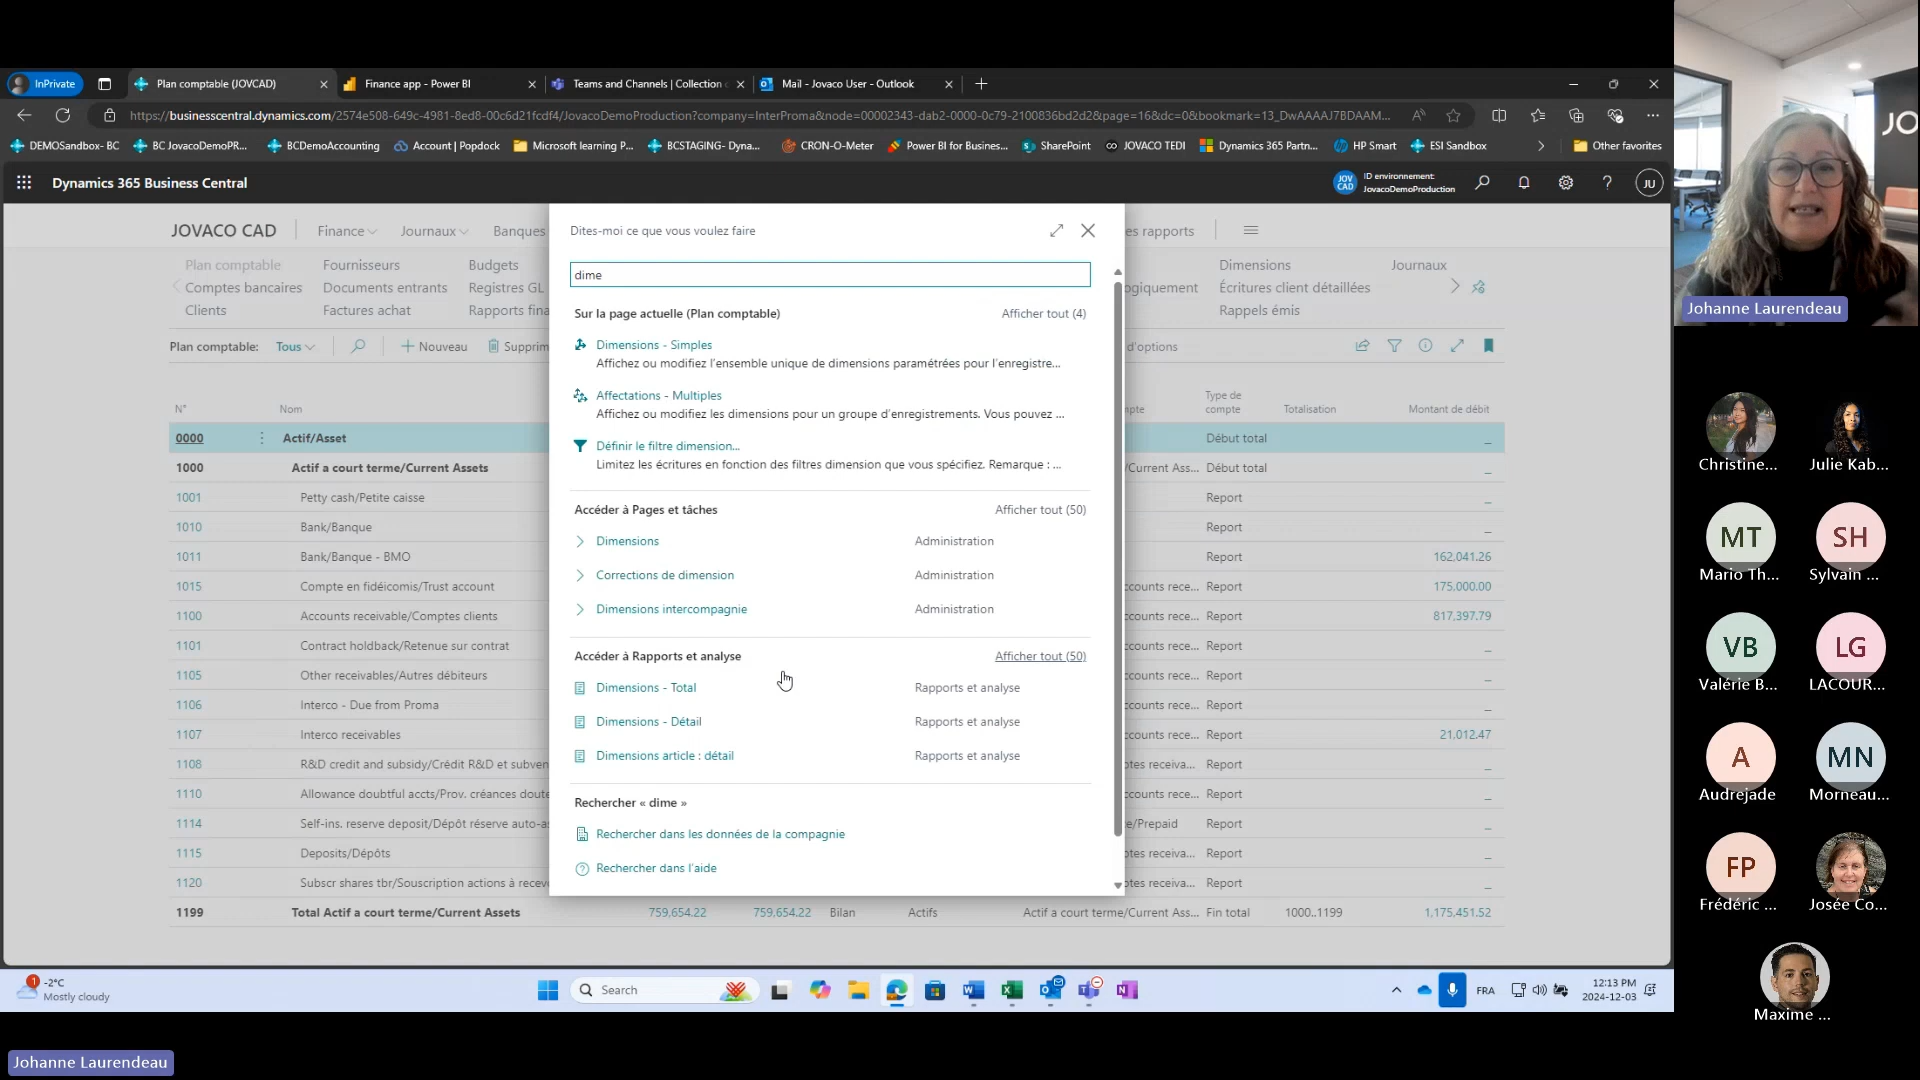 InPrivate
Plan comptable (JOVCAD)
Finance app - Power BI
Teams and Channels | Collection
Mail - Jovaco User - Outlook
https://businesscentral.dynamics.com/2574e508-649c-4981-8ed8-00c6d21fcdf4/JovacoDemoProduction?company=InterProma&node=00002343-dab2-0000-0c79-2100836bd2d2&page=16&dc=0&bookmark=13_DwAAAAJ7BDAAM...
DEMOSandbox- BC
BC JovacoDemoPR...
BCDemoAccounting
Account | Popdock
Microsoft learning P...
BCSTAGING- Dyna...
CRON-O-Meter
Power BI for Busines...
SharePoint
JOVACO TEDI
Dynamics 365 Partn...
HP Smart
ESI Sandbox
Other favorites
Dynamics 365 Business Central
JOV CAD
ID environnement: JovacoDemoProduction
?
JU
JOVACO CAD
Finance
Journaux
Banques
es rapports
Plan comptable
Fournisseurs
Budgets
Dimensions
Journaux
Comptes bancaires
Documents entrants
Registres GL
ogiquement
Écritures client détaillées
Clients
Factures achat
Rapports fina
Rappels émis
Plan comptable:
Tous
Nouveau
Supprim
d'options
Dites-moi ce que vous voulez faire
dime
Sur la page actuelle (Plan comptable)
Afficher tout (4)
Dimensions - Simples
Affichez ou modifiez l'ensemble unique de dimensions paramétrées pour l'enregistre...
Affectations - Multiples
Affichez ou modifiez les dimensions pour un groupe d'enregistrements. Vous pouvez ...
Définir le filtre dimension...
Limitez les écritures en fonction des filtres dimension que vous spécifiez. Remarque : ...
Accéder à Pages et tâches
Afficher tout (50)
Dimensions
Administration
Corrections de dimension
Administration
Dimensions intercompagnie
Administration
Accéder à Rapports et analyse
Afficher tout (50)
Dimensions - Total
Rapports et analyse
Dimensions - Détail
Rapports et analyse
Dimensions article : détail
Rapports et analyse
Rechercher « dime »
Rechercher dans les données de la compagnie
Rechercher dans l'aide
N°
Nom
mpte
Type de compte
Totalisation
Montant de débit
0000 Actif/Asset Début total _
1000 Actif a court terme/Current Assets /Current Ass... Début total _
1001 Petty cash/Petite caisse Report _
1010 Bank/Banque Report _
1011 Bank/Banque - BMO Report 162,041.26
1015 Compte en fidéicomis/Trust account ccounts rece... Report 175,000.00
1100 Accounts receivable/Comptes clients ccounts rece... Report 817,397.79
1101 Contract holdback/Retenue sur contrat ccounts rece... Report _
1105 Other receivables/Autres débiteurs ccounts rece... Report _
1106 Interco - Due from Proma ccounts rece... Report _
1107 Interco receivables ccounts rece... Report 21,012.47
1108 R&D credit and subsidy/Crédit R&D et subven otes receiva... Report _
1110 Allowance doubtful accts/Prov. créances doute ccounts rece... Report _
1114 Self-ins. reserve deposit/Dépôt réserve auto-as e/Prepaid Report _
1115 Deposits/Dépôts otes receiva... Report _
1120 Subscr shares tbr/Souscription actions à recev otes receiva... Report _
1199 Total Actif a court terme/Current Assets 759,654.22 759,654.22 Bilan Actifs Actif a court terme/Current Ass... Fin total 1000..1199 1,175,451.52
1
-2°C
Mostly cloudy
Search
FRA
12:13 PM
2024-12-03
Johanne Laurendeau
JO
Johanne Laurendeau
Christine...
Julie Kab...
MT
Mario Th...
SH
Sylvain ...
VB
Valérie B...
LG
LACOUR...
A
Audrejade
MN
Morneau...
FP
Frédéric ...
Josée Co...
Maxime ...